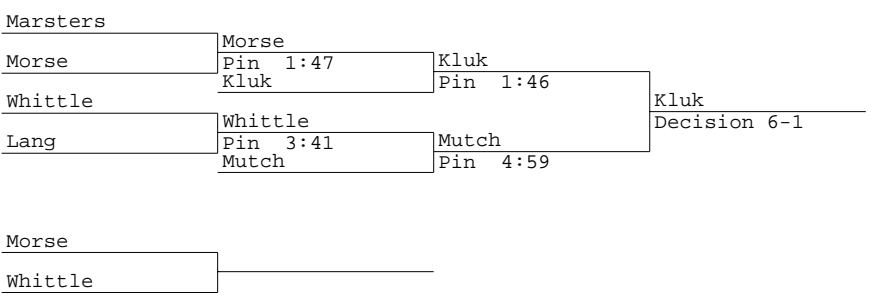 Marsters
Morse
Morse
Pin 1:47
Kluk
Kluk
Pin 1:46
Whittle
Kluk
Whittle
Decision 6-1
Lang
Pin 3:41
Mutch
Mutch
Pin 4:59
Morse
Whittle